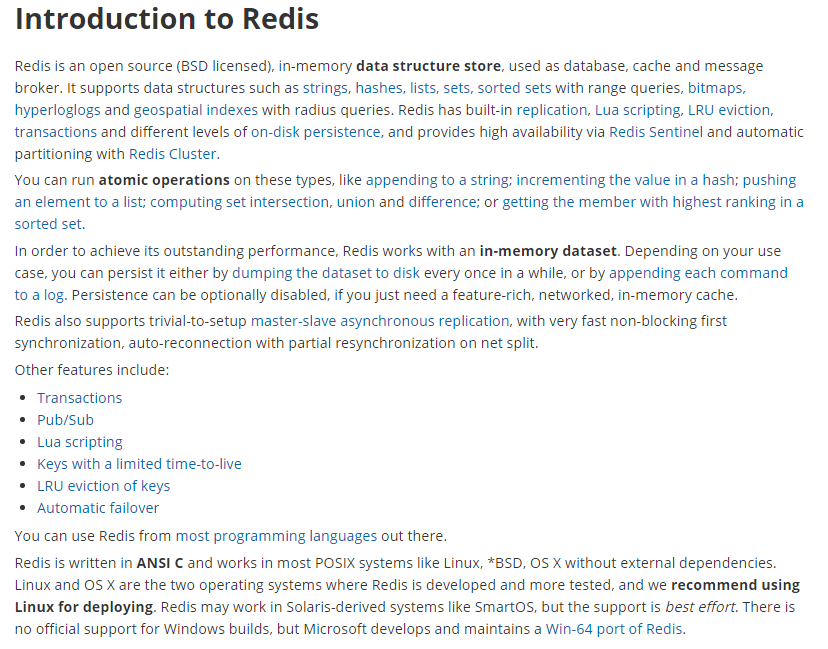 Introduction to Redis
Redis is an open source (BSD licensed), in-memory data structure store, used as database, cache and message
broker. It supports data structures such as strings, hashes, lists, sets, sorted sets with range queries, bitmaps,
hyperloglogs and geospatial indexes with radius queries. Redis has built-in replication, Lua scripting, LRU eviction,
transactions and different levels of on-disk persistence, and provides high availability via Redis Sentinel and automatic
partitioning with Redis Cluster.
You can run atomic operations on these types, like appending to a string; incrementing the value in a hash; pushing
an element to a list; computing set intersection, union and difference; or getting the member with highest ranking in a
sorted set.
In order to achieve its outstanding performance, Redis works with an in-memory dataset. Depending on your use
case, you can persist it either by dumping the dataset to disk every once in a while, or by appending each command
to a log. Persistence can be optionally disabled, if you just need a feature-rich, networked, in-memory cache.
Redis also supports trivial-to-setup master-slave asynchronous replication, with very fast non-blocking first
synchronization, auto-reconnection with partial resynchronization on net split.
Other features include:
• Transactions
• Pub/Sub
• Lua scripting
• Keys with a limited time-to-live
• LRU eviction of keys
• Automatic failover
You can use Redis from most programming languages out there.
Redis is written in ANSI C and works in most POSIX systems like Linux, *BSD, OS X without external dependencies.
Linux and OS X are the two operating systems where Redis is developed and more tested, and we recommend using
Linux for deploying. Redis may work in Solaris-derived systems like SmartOS, but the support is best effort. There is
no official support for Windows builds, but Microsoft develops and maintains a Win-64 port of Redis.